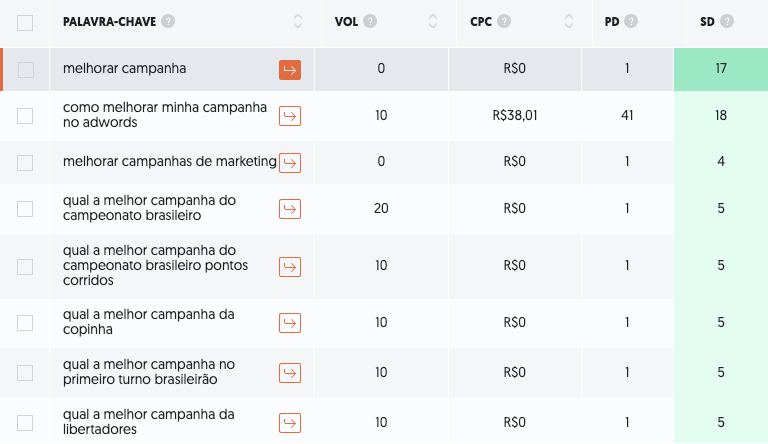 PALAVRA-CHAVE ? VOL ? CPC ? PD ? SD ?
melhorar campanha 0 R$0 1 17
como melhorar minha campanha
no adwords 10 R$38,01 41 18
melhorar campanhas de marketing 0 R$0 1 4
qual a melhor campanha do
campeonato brasileiro 20 R$0 1 5
qual a melhor campanha do
campeonato brasileiro pontos
corridos 10 R$0 1 5
qual a melhor campanha da
copinha 10 R$0 1 5
qual a melhor campanha no
primeiro turno brasileirão 10 R$0 1 5
qual a melhor campanha da
libertadores 10 R$0 1 5